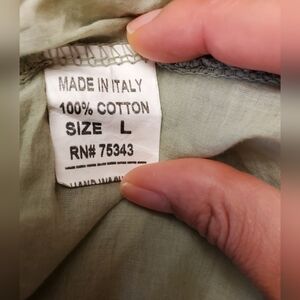 MADE IN ITALY
100% COTTON
SIZE L
RN# 75343